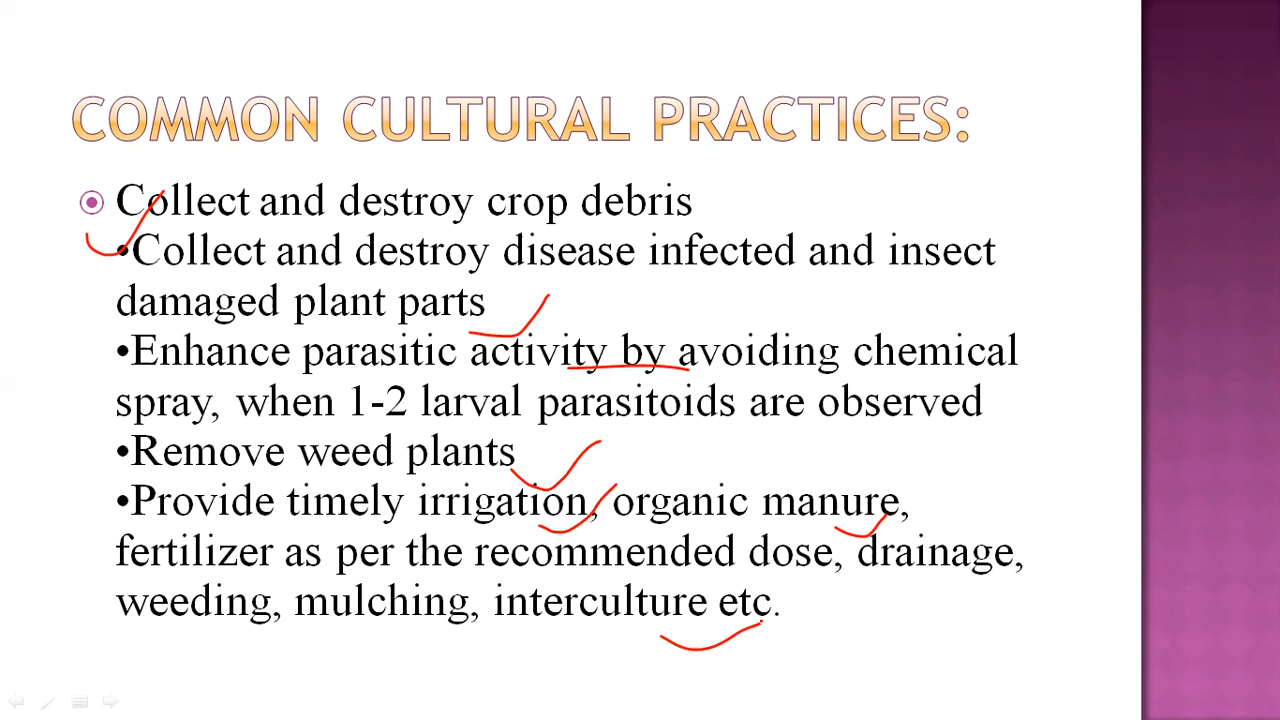 COMMON CULTURAL PRACTICES:
Collect and destroy crop debris
•Collect and destroy disease infected and insect
damaged plant parts
•Enhance parasitic activity by avoiding chemical
spray, when 1-2 larval parasitoids are observed
•Remove weed plants
•Provide timely irrigation, organic manure,
fertilizer as per the recommended dose, drainage,
weeding, mulching, interculture etc.